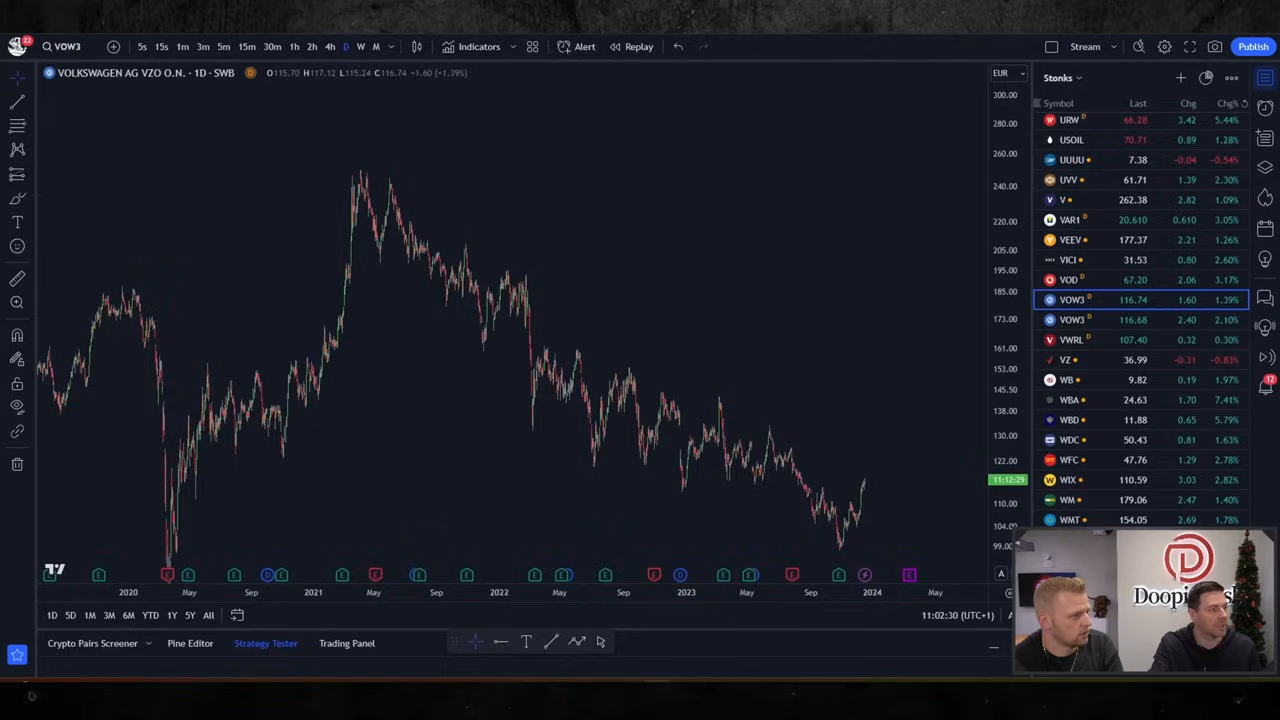 23 VOW3 5s 15s 1m 3m 5m 15m 30m 1h 2h 4h D W M Indicators Alert Replay Stream Publish
VOLKSWAGEN AG VZO O.N. · 1D · SWB D O115.70 H117.12 L115.24 C116.74 +1.60 (+1.39%)
EUR
300.00
280.00
260.00
240.00
220.00
205.00
195.00
185.00
173.00
161.00
153.00
145.50
138.00
130.00
122.00
11:12:29
110.00
104.00
99.00
Stonks
Symbol Last Chg Chg%
URW D 66.28 3.42 5.44%
USOIL 70.71 0.89 1.28%
UUUU 7.38 −0.04 −0.54%
UVV 61.71 1.39 2.30%
V 262.38 2.82 1.09%
VAR1 D 20.610 0.610 3.05%
VEEV 177.37 2.21 1.26%
VICI 31.53 0.80 2.60%
VOD D 67.20 2.06 3.17%
VOW3 D 116.74 1.60 1.39%
VOW3 D 116.68 2.40 2.10%
VWRL D 107.40 0.32 0.30%
VZ 36.99 −0.31 −0.83%
WB 9.82 0.19 1.97%
WBA 24.63 1.70 7.41%
WBD 11.88 0.65 5.79%
WDC 50.43 0.81 1.63%
WFC 47.76 1.29 2.78%
WIX 110.59 3.03 2.82%
WM 179.06 2.47 1.40%
WMT 154.05 2.69 1.78%
12
E E E E D E E E E E E E E E D E E E E E
A
2020 May Sep 2021 May Sep 2022 May Sep 2023 May Sep 2024 May
1D 5D 1M 3M 6M YTD 1Y 5Y All 11:02:30 (UTC+1)
Crypto Pairs Screener Pine Editor Strategy Tester Trading Panel
Doopi